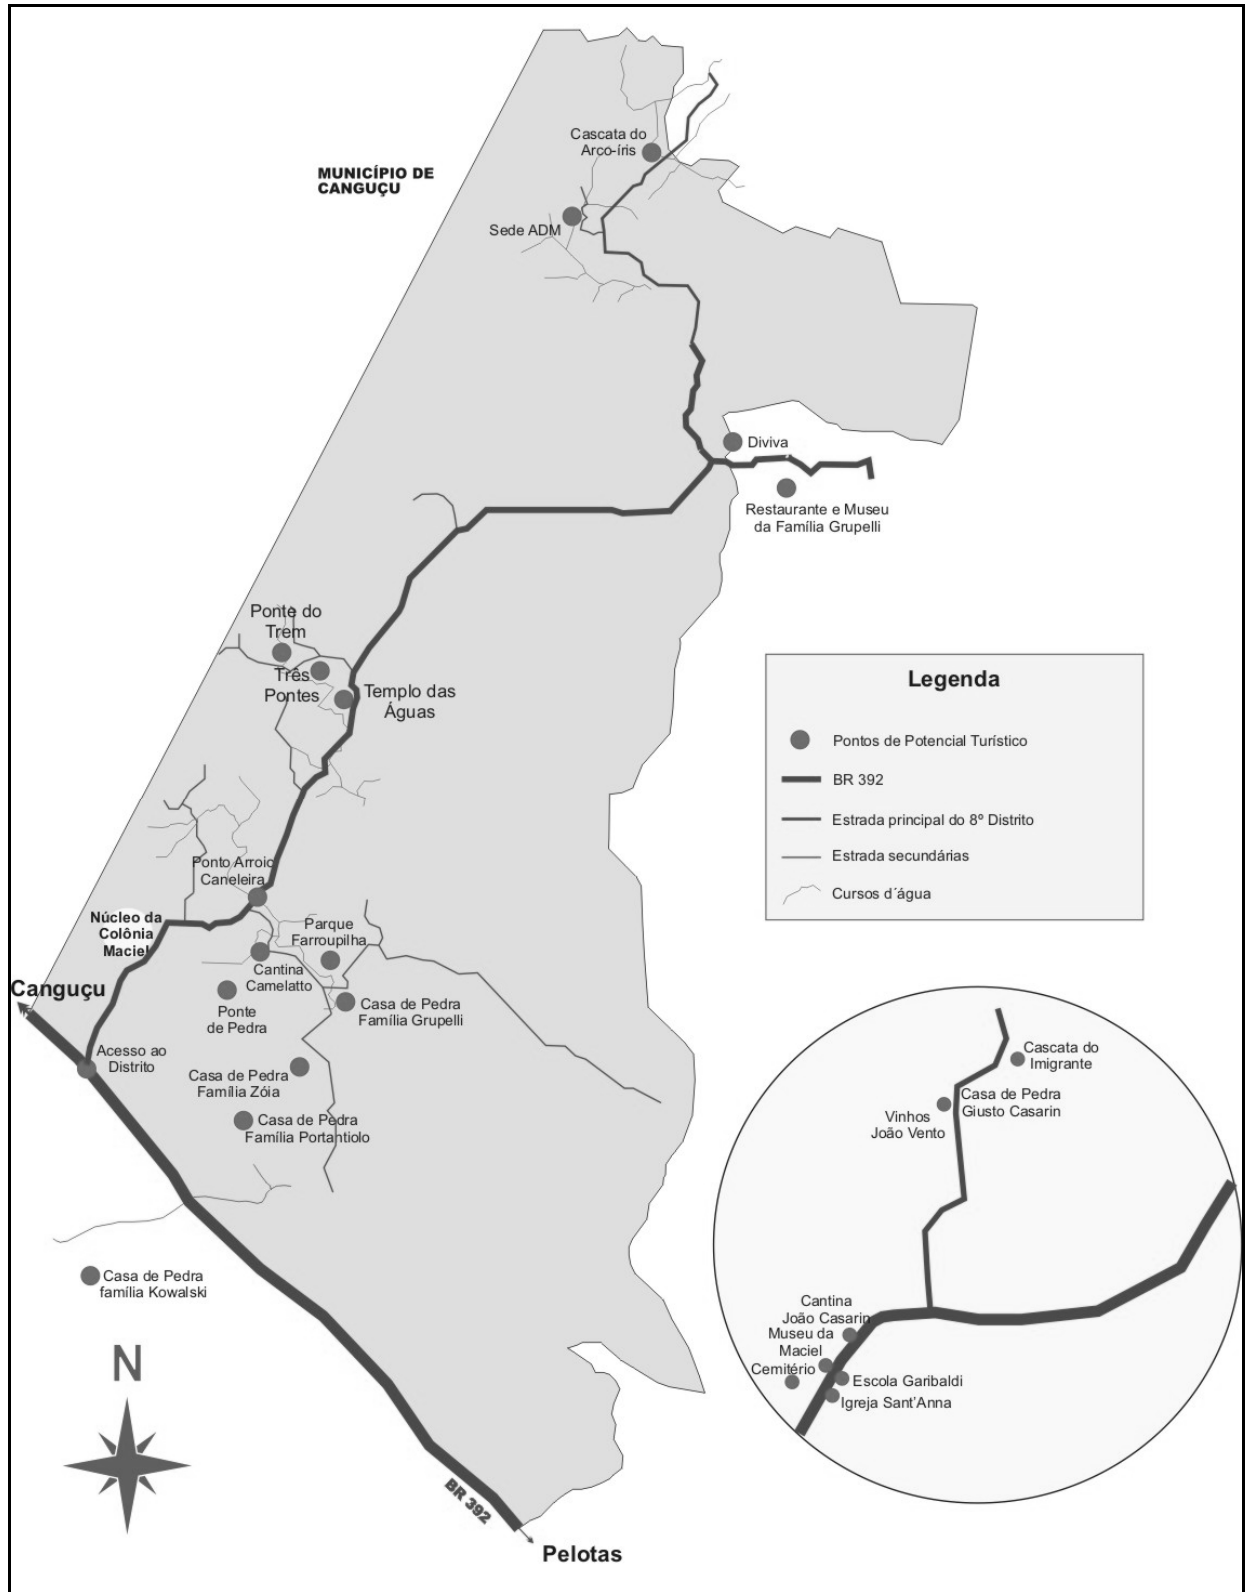 Cascata do
Arco-íris
MUNICÍPIO DE
CANGUÇU
Sede ADM
Diviva
Restaurante e Museu
da Família Grupelli
Ponte do
Trem
Três
Pontes
Templo das
Águas
Legenda
Pontos de Potencial Turístico
BR 392
Estrada principal do 8º Distrito
Estrada secundárias
Cursos d´água
Ponto Arroio
Caneleira
Núcleo da
Colônia
Maciel
Parque
Farroupilha
Cantina
Camelatto
Canguçu
Ponte
de Pedra
Casa de Pedra
Família Grupelli
Acesso ao
Distrito
Casa de Pedra
Família Zóia
Casa de Pedra
Família Portantiolo
Casa de Pedra
família Kowalski
N
BR 392
Pelotas
Cascata do
Imigrante
Casa de Pedra
Giusto Casarin
Vinhos
João Vento
Cantina
João Casarin
Museu da
Maciel
Cemitério
Escola Garibaldi
Igreja Sant'Anna